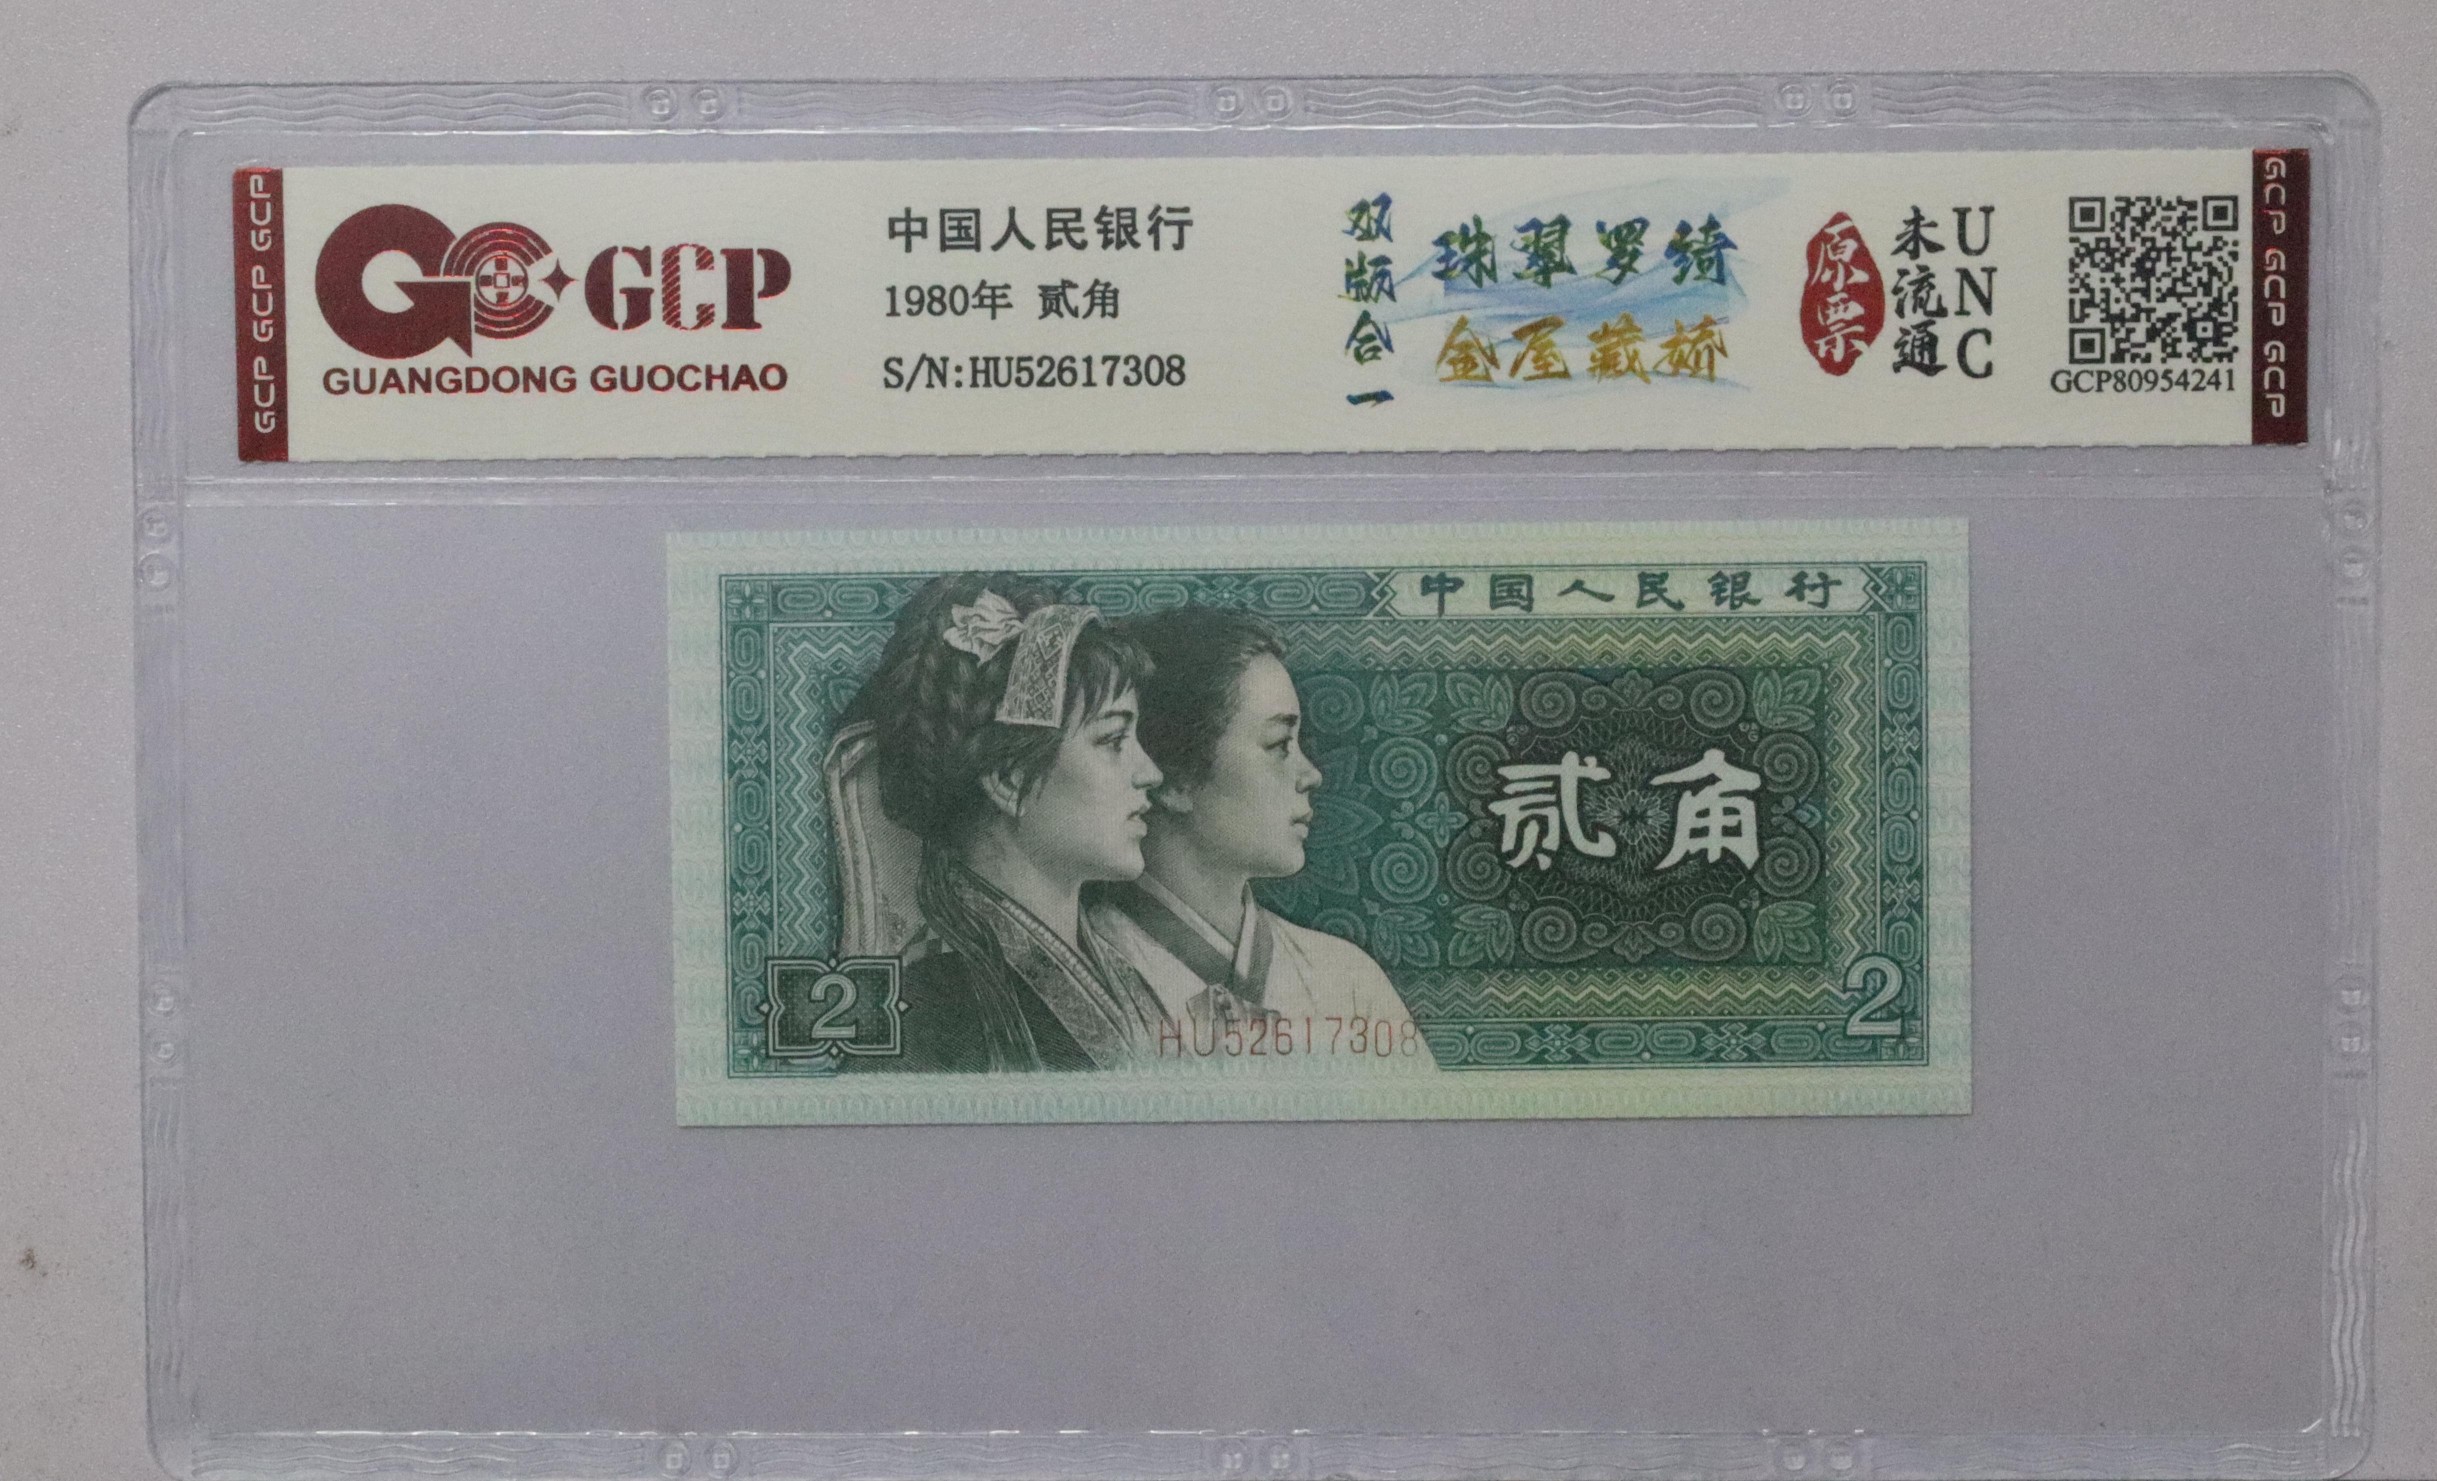 GCP GCP GCP
GCP
GUANGDONG GUOCHAO
中国人民银行
1980年 贰角
S/N:HU52617308
双版合一
珠翠罗绮
金屋藏娇
原票
未流通
UNC
GCP80954241
GCP GCP GCP
中国人民银行
贰角
2
2
HU52617308